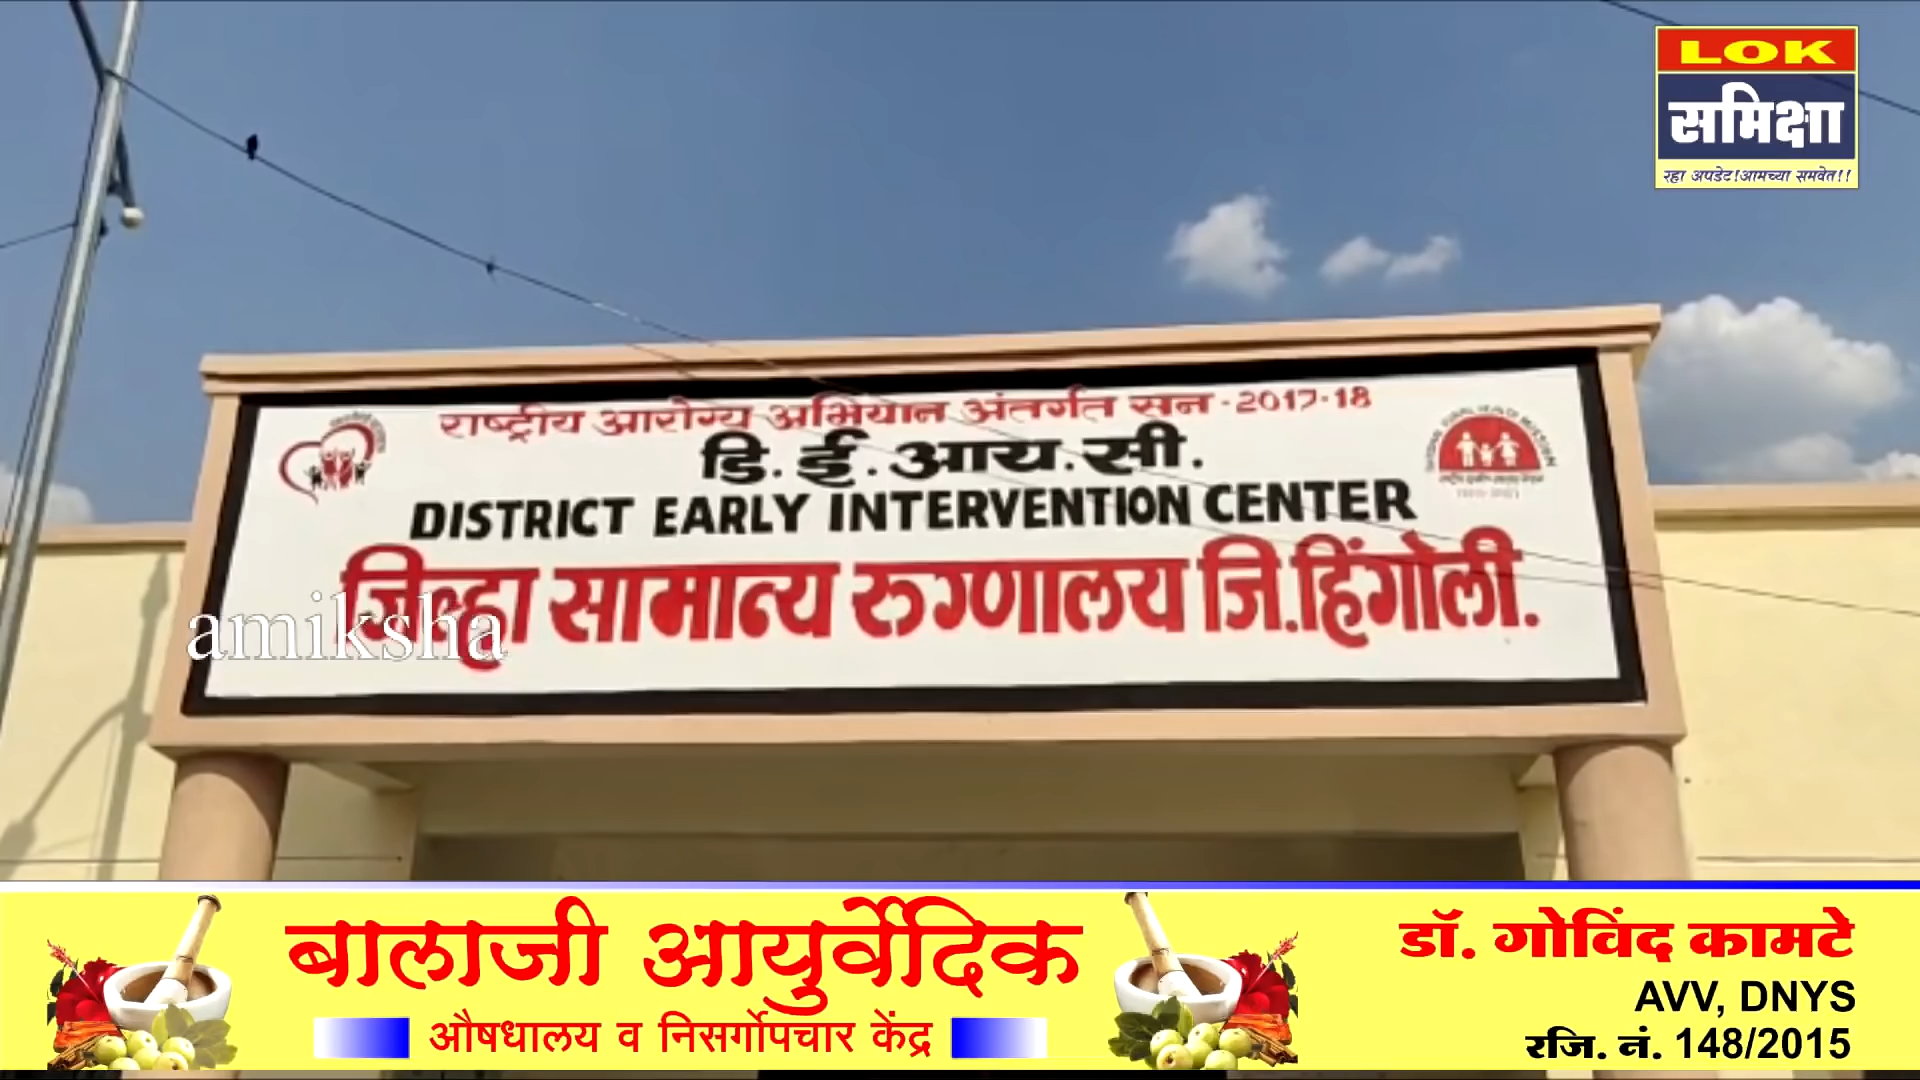 LOK
समिक्षा
रहा अपडेट!आमच्या समवेत!!
राष्ट्रीय आरोग्य अभियान अंतर्गत सन-2017-18
डि.ई.आय.सी.
DISTRICT EARLY INTERVENTION CENTER
जिल्हा सामान्य रुग्णालय जि.हिंगोली.
amiksha
बालाजी आयुर्वेदिक
औषधालय व निसर्गोपचार केंद्र
डॉ. गोविंद कामटे
AVV, DNYS
रजि. नं. 148/2015